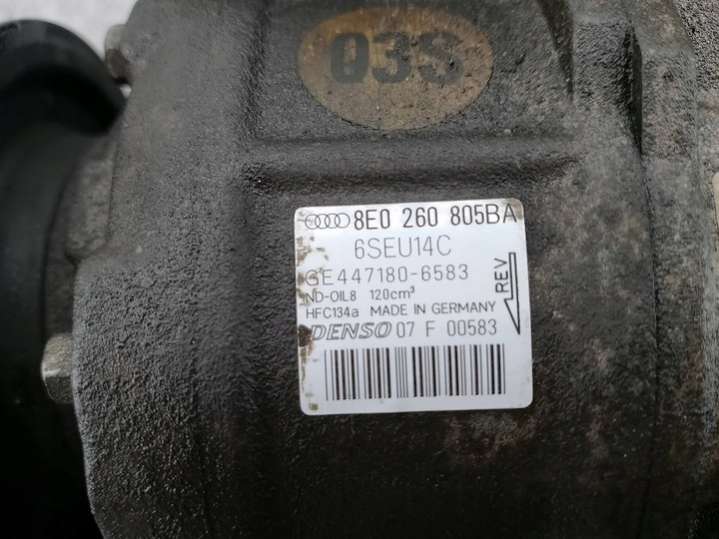 Q3S
8E0 260 805BA
6SEU14C
GE447180-6583
REV
ND-OIL8 120cm³
HFC134a MADE IN GERMANY
DENSO 07 F 00583